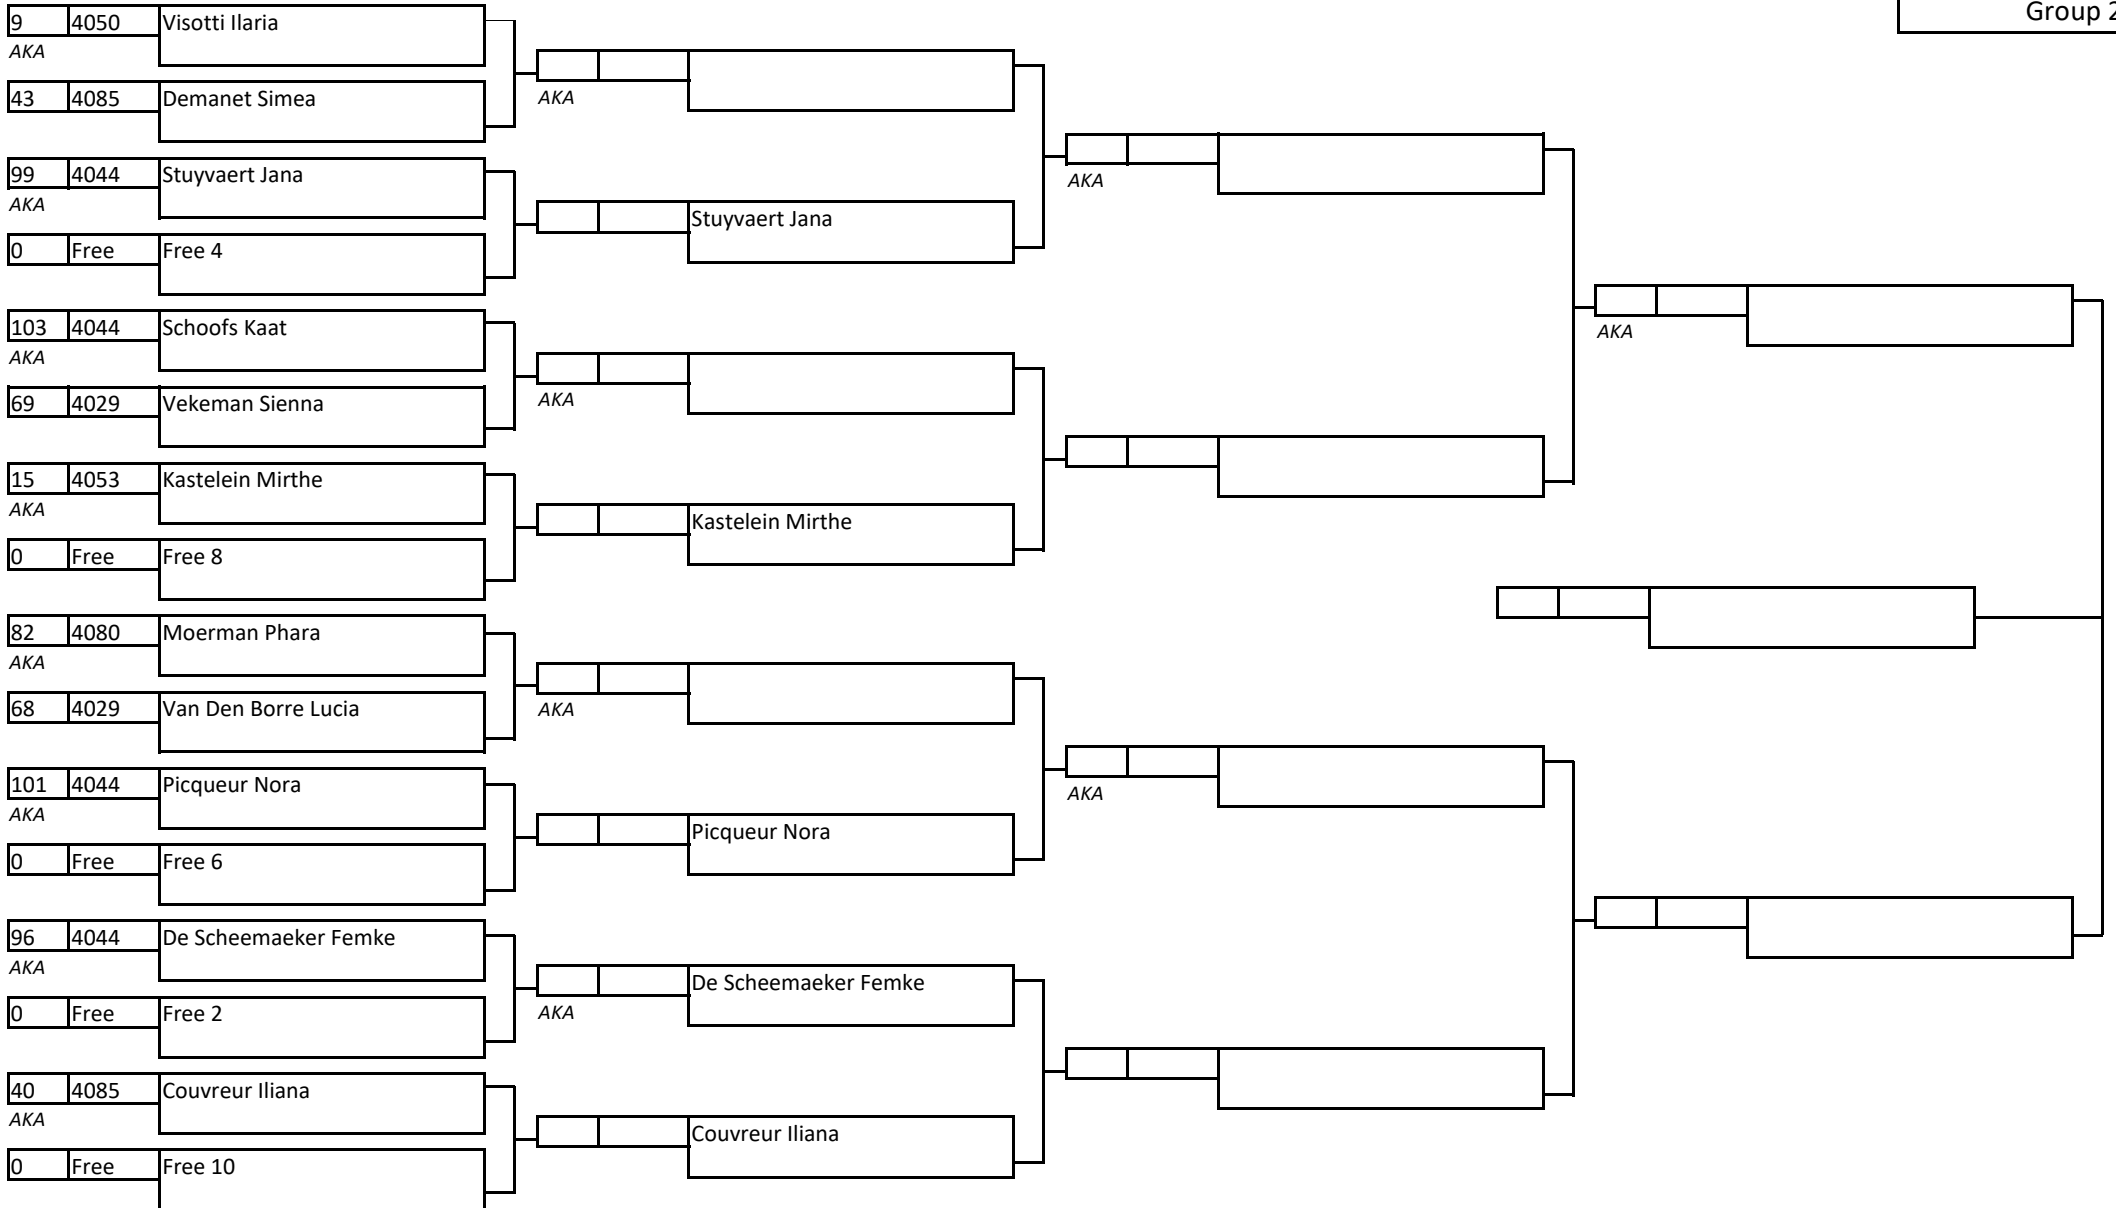 Group 2
9 4050 Visotti Ilaria
AKA
43 4085 Demanet Simea
AKA
99 4044 Stuyvaert Jana
AKA
AKA
Stuyvaert Jana
0 Free Free 4
103 4044 Schoofs Kaat
AKA
AKA
69 4029 Vekeman Sienna
AKA
15 4053 Kastelein Mirthe
AKA
Kastelein Mirthe
0 Free Free 8
82 4080 Moerman Phara
AKA
68 4029 Van Den Borre Lucia
AKA
101 4044 Picqueur Nora
AKA
AKA
Picqueur Nora
0 Free Free 6
96 4044 De Scheemaeker Femke
AKA
De Scheemaeker Femke
0 Free Free 2
AKA
40 4085 Couvreur Iliana
AKA
Couvreur Iliana
0 Free Free 10